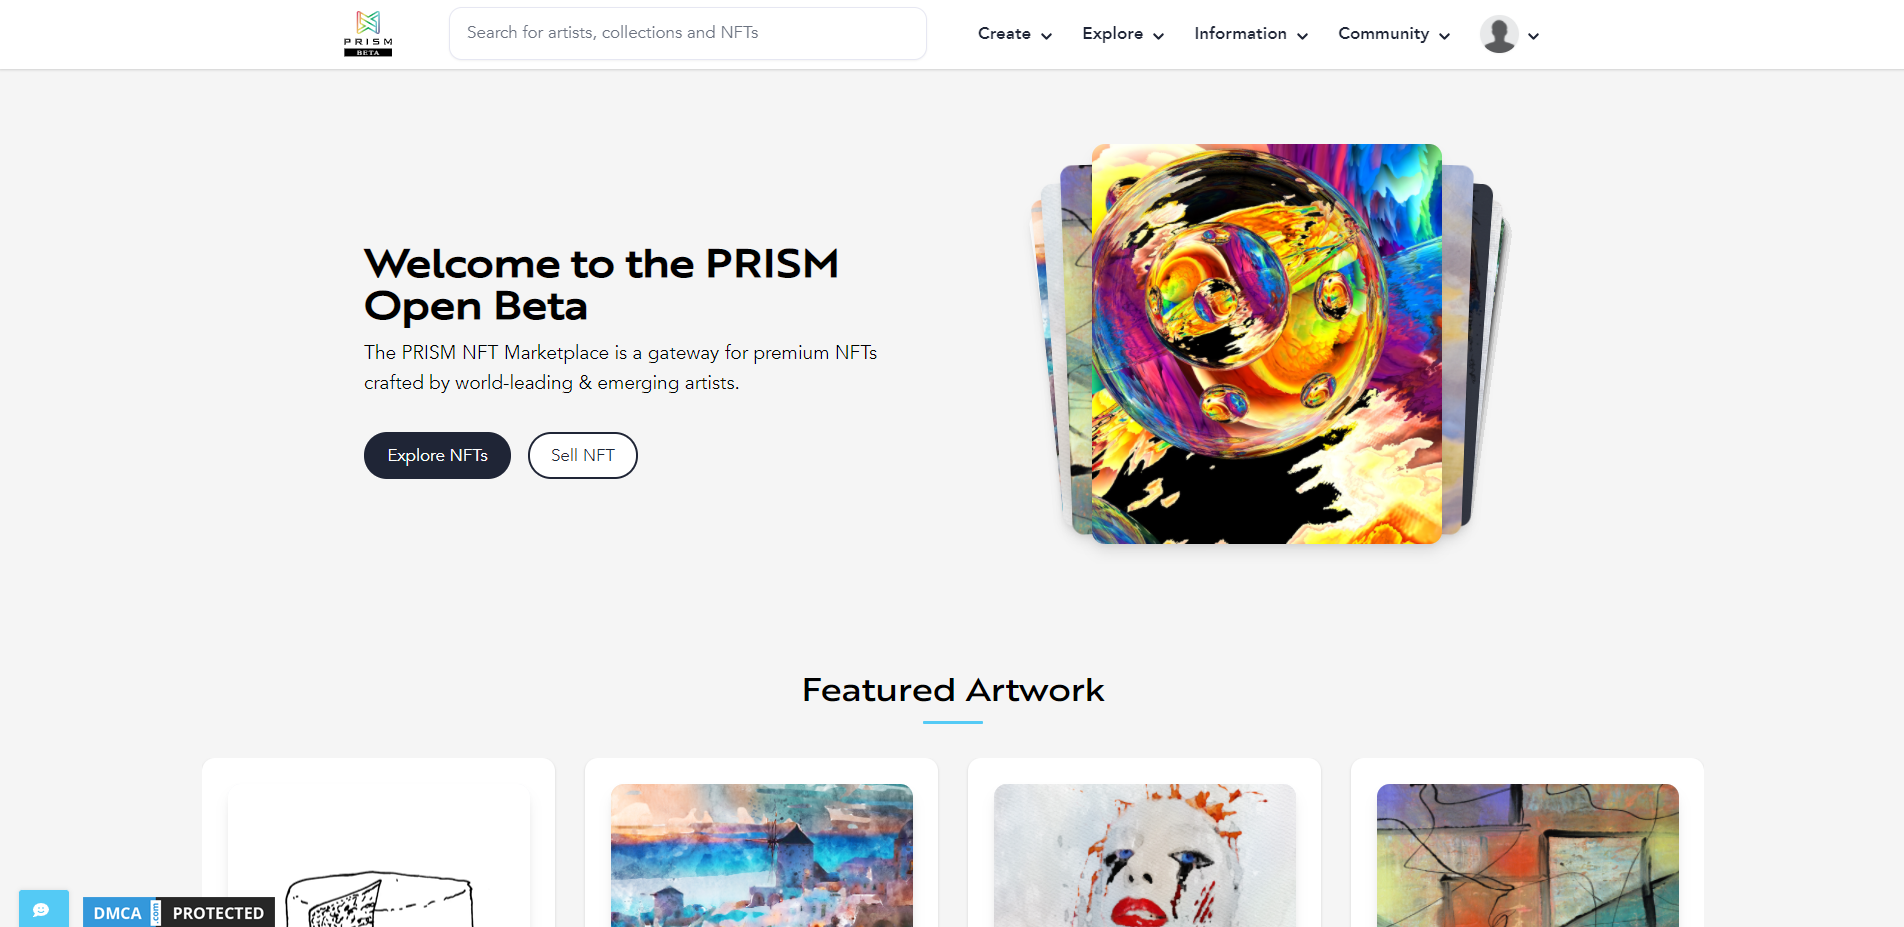 PRISM
BETA
Search for artists, collections and NFTs
Create
Explore
Information
Community
Welcome to the PRISM
Open Beta
The PRISM NFT Marketplace is a gateway for premium NFTs
crafted by world-leading & emerging artists.
Explore NFTs
Sell NFT
Featured Artwork
DMCA .com PROTECTED